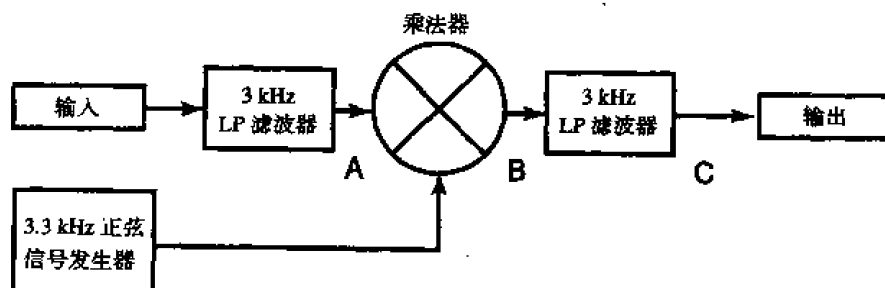 乘法器
输入
3 kHz
LP 滤波器
A
B
3 kHz
LP 滤波器
C
输出
3.3 kHz 正弦
信号发生器